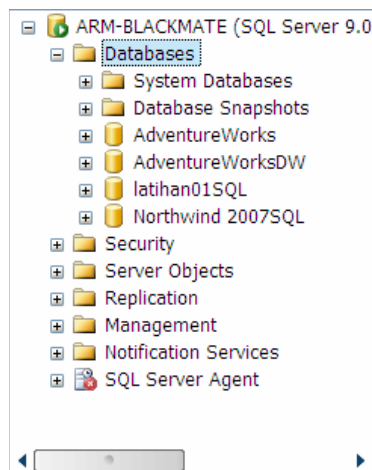 ARM-BLACKMATE (SQL Server 9.0
Databases
System Databases
Database Snapshots
AdventureWorks
AdventureWorksDW
latihan01SQL
Northwind 2007SQL
Security
Server Objects
Replication
Management
Notification Services
SQL Server Agent